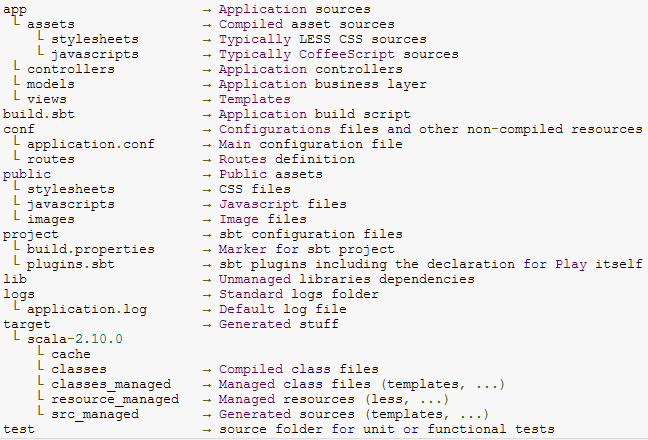 app → Application sources
└ assets → Compiled asset sources
└ stylesheets → Typically LESS CSS sources
└ javascripts → Typically CoffeeScript sources
└ controllers → Application controllers
└ models → Application business layer
└ views → Templates
build.sbt → Application build script
conf → Configurations files and other non-compiled resources
└ application.conf → Main configuration file
└ routes → Routes definition
public → Public assets
└ stylesheets → CSS files
└ javascripts → Javascript files
└ images → Image files
project → sbt configuration files
└ build.properties → Marker for sbt project
└ plugins.sbt → sbt plugins including the declaration for Play itself
lib → Unmanaged libraries dependencies
logs → Standard logs folder
└ application.log → Default log file
target → Generated stuff
└ scala-2.10.0
└ cache
└ classes → Compiled class files
└ classes_managed → Managed class files (templates, ...)
└ resource_managed → Managed resources (less, ...)
└ src_managed → Generated sources (templates, ...)
test → source folder for unit or functional tests